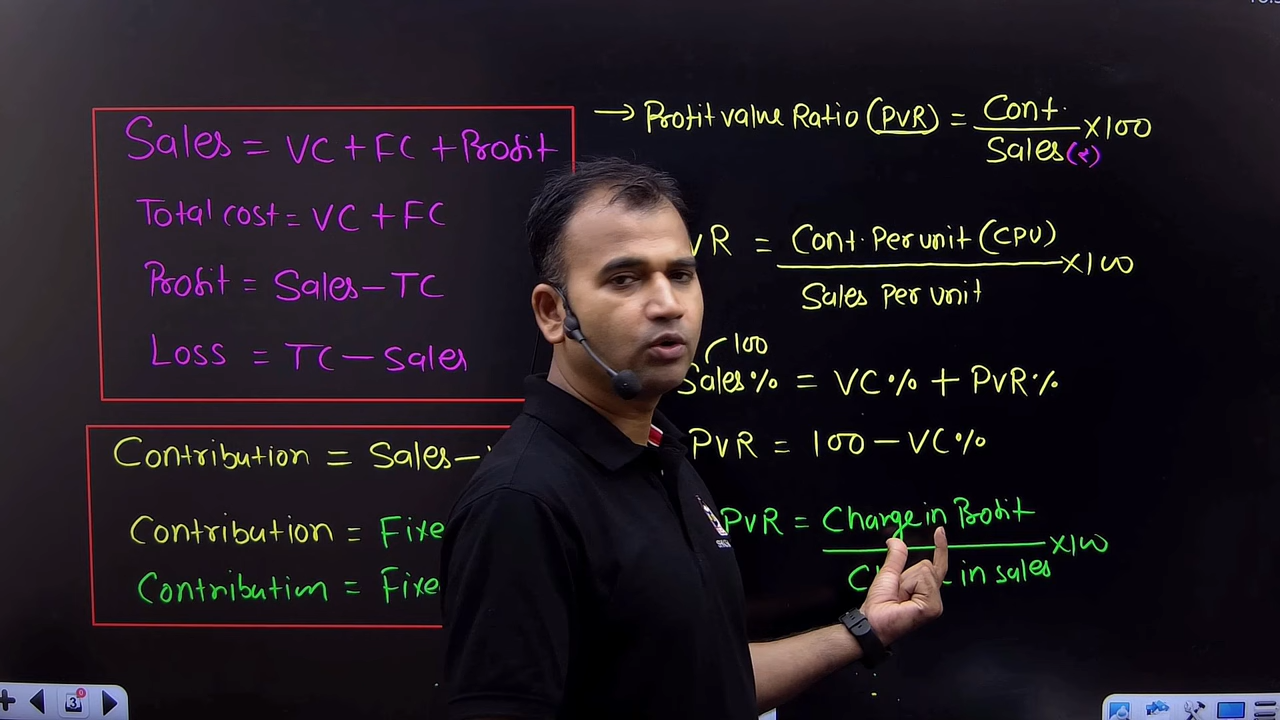 Sales = VC + FC + Profit
Total cost = VC + FC
Profit = Sales - TC
Loss = TC - Sales
Contribution = Sales -
Contribution = Fixe
Contribution = Fixe
→ Profit value Ratio (PVR) = Cont. / Sales (₹) × 100
VR = Cont. Per unit (CPU) / Sales Per unit × 100
100
Sales % = VC % + PVR %
PVR = 100 - VC %
PVR = Change in Profit / in sales × 100
3